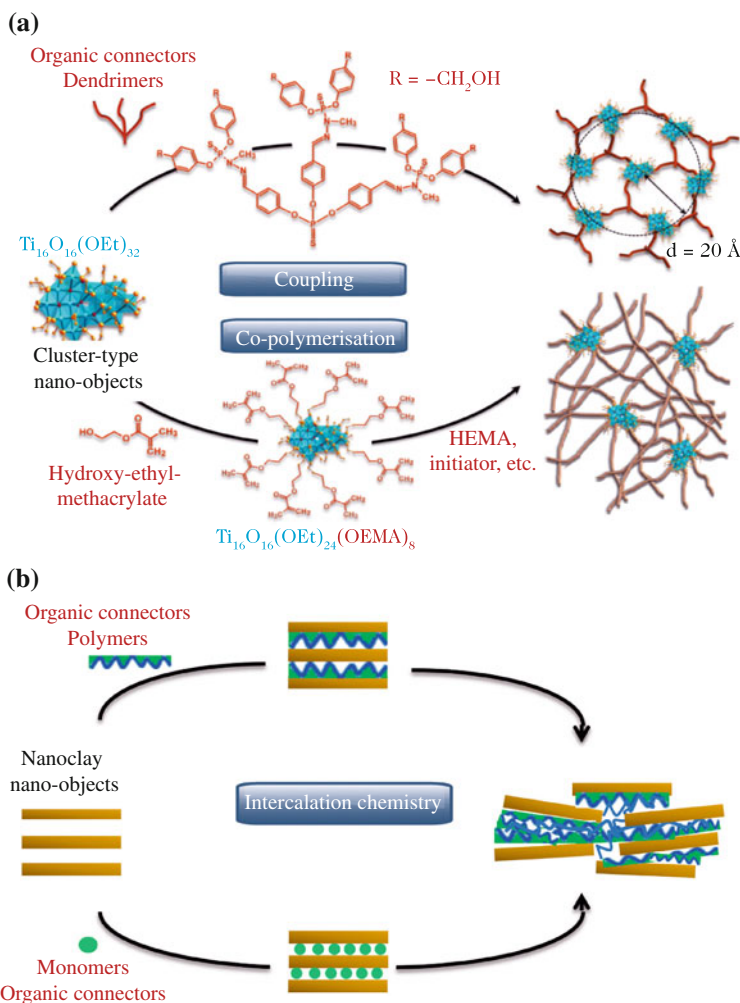 (a)
Organic connectors
Dendrimers
R = –CH₂OH
Ti₁₆O₁₆(OEt)₃₂
d = 20 Å
Coupling
Co-polymerisation
Cluster-type
nano-objects
Hydroxy-ethyl-
methacrylate
HEMA,
initiator, etc.
Ti₁₆O₁₆(OEt)₂₄(OEMA)₈
(b)
Organic connectors
Polymers
Nanoclay
nano-objects
Intercalation chemistry
Monomers
Organic connectors